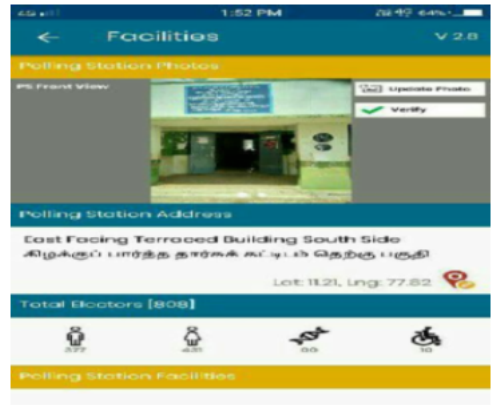 1:52 PM
← Facilities V 2.8
Polling Station Photos
PS Front View
Update Photo
Verify
Polling Station Address
East Facing Terraced Building South Side
கிழக்குப் பார்த்த தார்சுக் கட்டிடம் தெற்கு பகுதி
Lat: 11.21, Lng: 77.82
Total Electors [808]
377 431 00 10
Polling Station Facilities